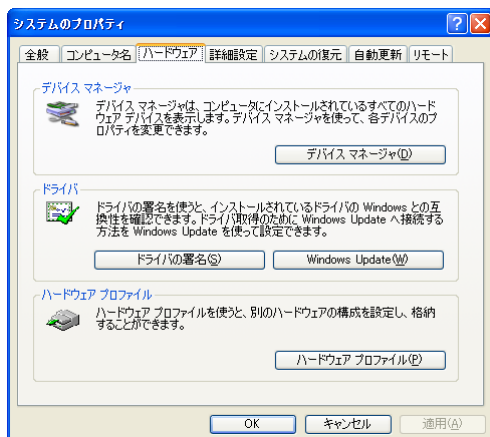 システムのプロパティ
全般 コンピュータ名 ハードウェア 詳細設定 システムの復元 自動更新 リモート
デバイス マネージャ
デバイス マネージャは、コンピュータにインストールされているすべてのハード
ウェア デバイスを表示します。デバイス マネージャを使って、各デバイスのプ
ロパティを変更できます。
デバイス マネージャ(D)
ドライバ
ドライバの署名を使うと、インストールされているドライバの Windows との互
換性を確認できます。ドライバ取得のために Windows Update へ接続する
方法を Windows Update を使って設定できます。
ドライバの署名(S) Windows Update(W)
ハードウェア プロファイル
ハードウェア プロファイルを使うと、別のハードウェアの構成を設定し、格納
することができます。
ハードウェア プロファイル(P)
OK キャンセル 適用(A)